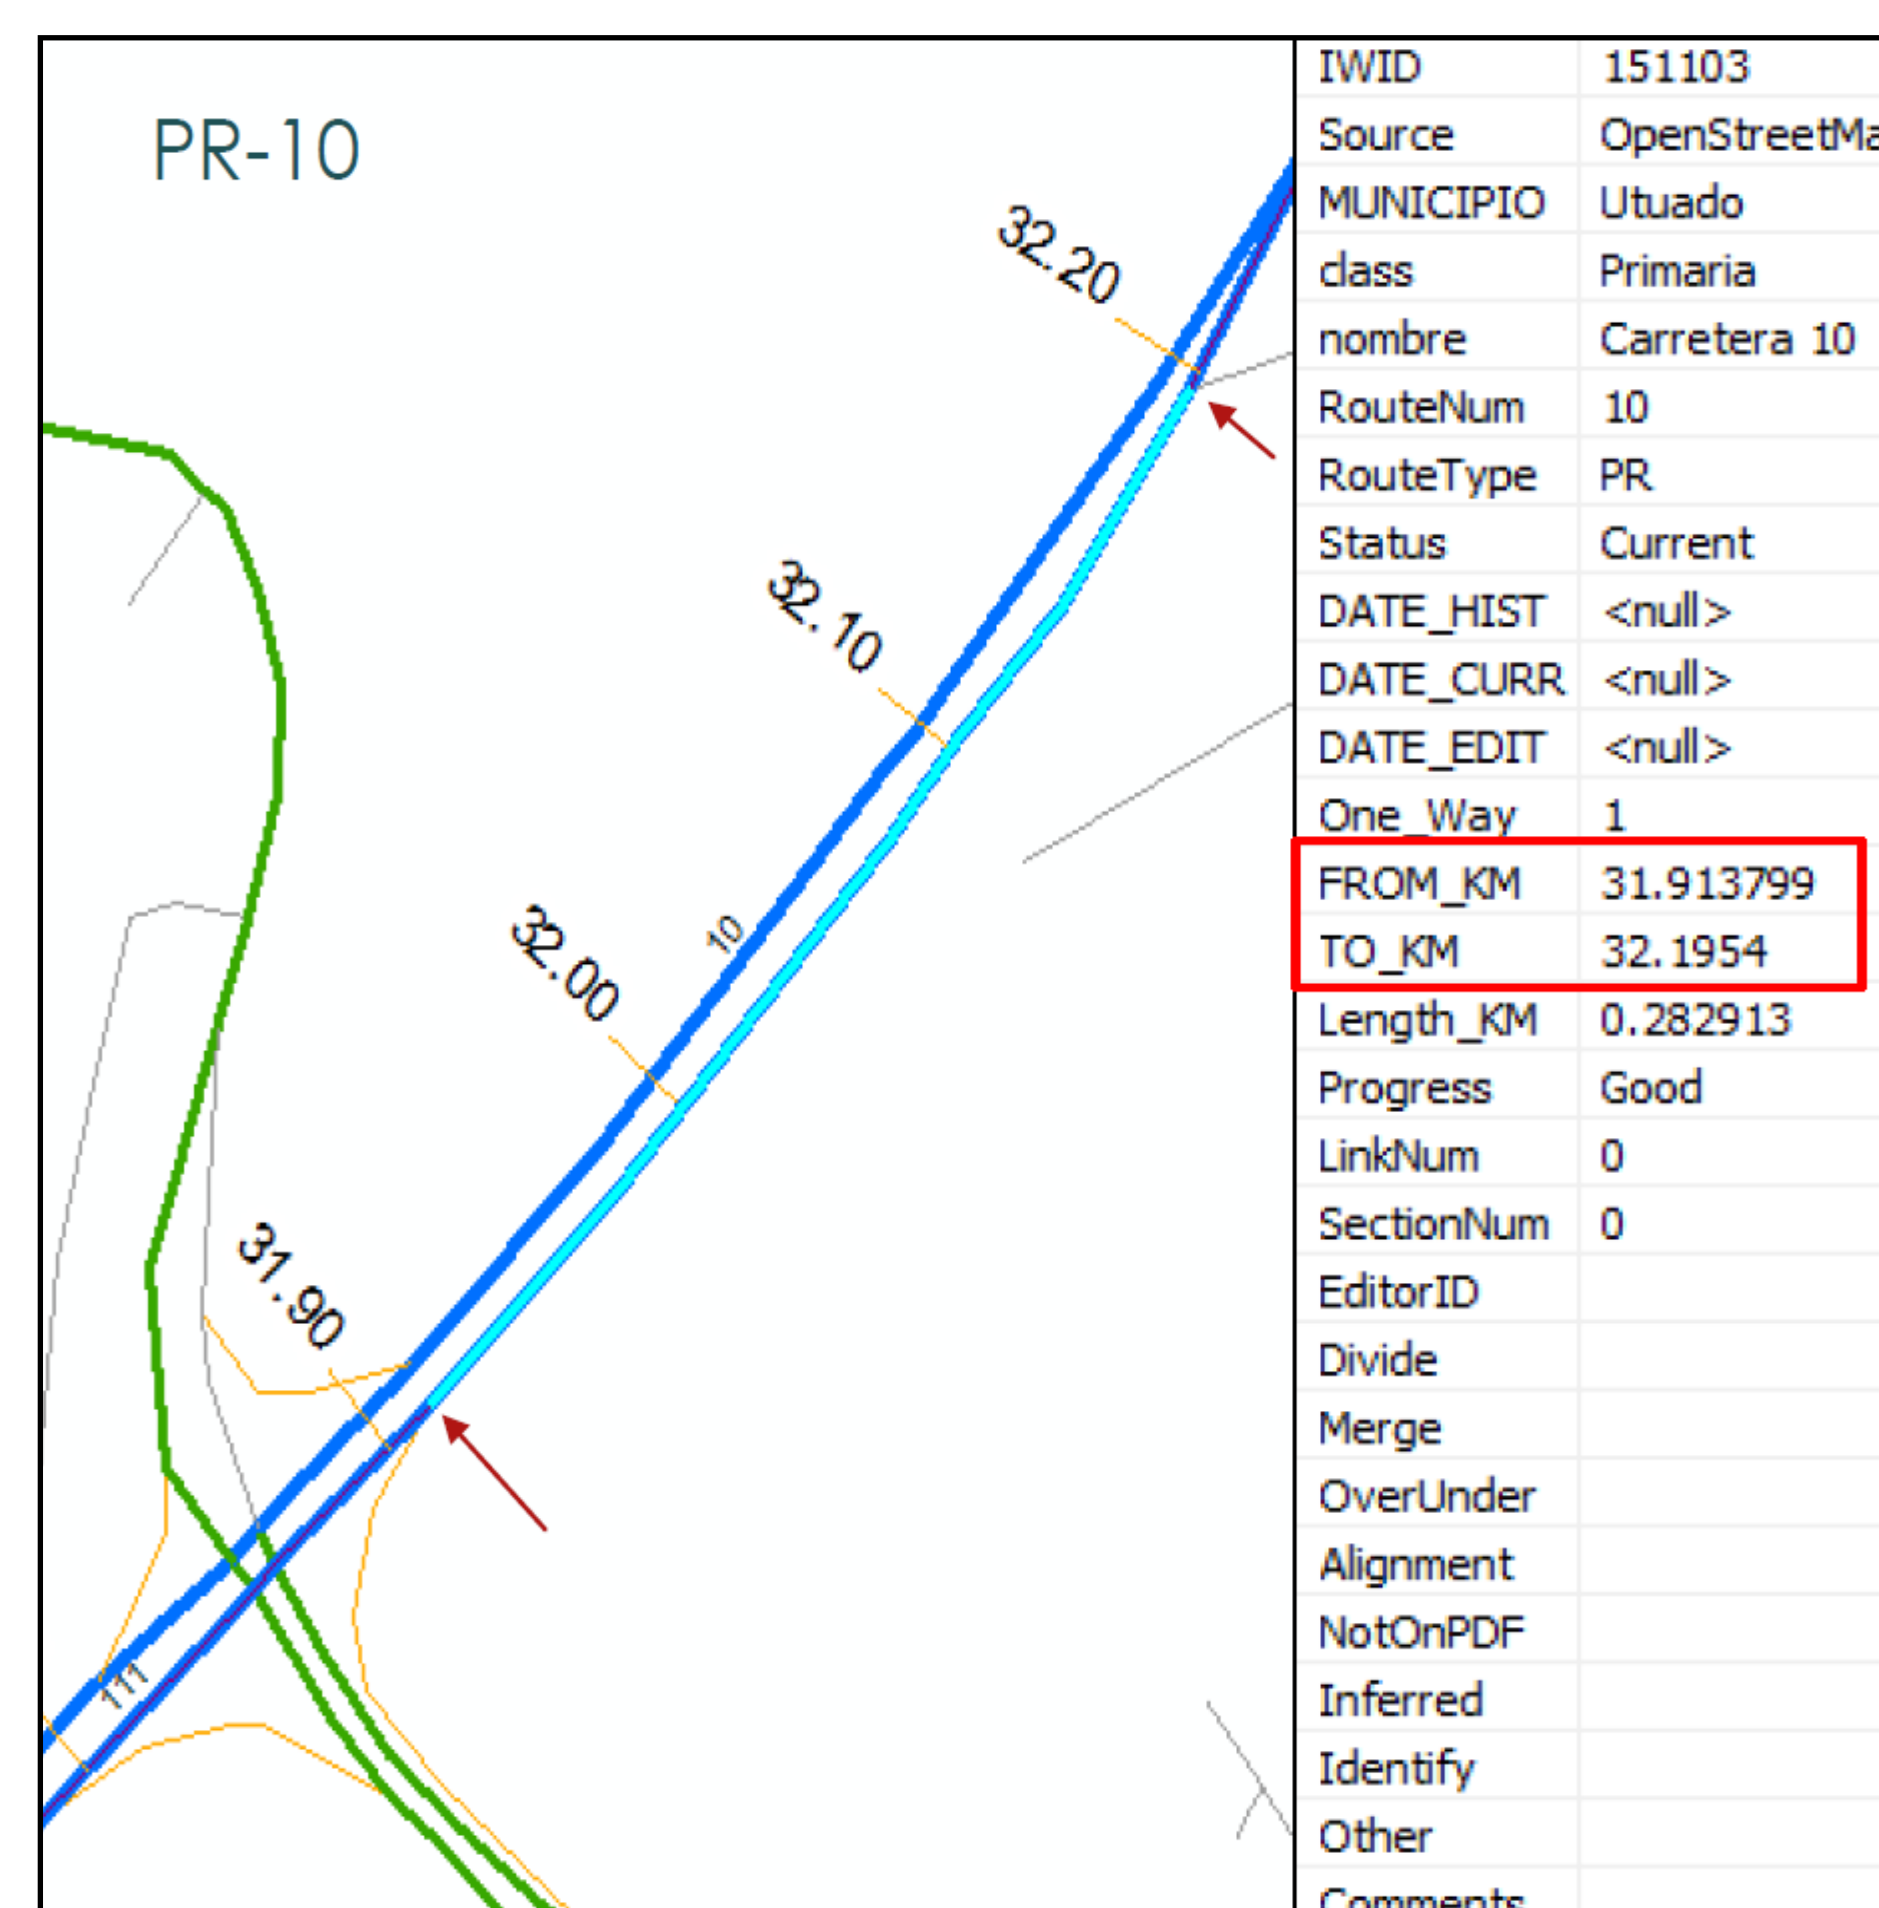 PR-10
32.20
32.10
10
32.00
31.90
111
IWID 151103
Source OpenStreetMa
MUNICIPIO Utuado
class Primaria
nombre Carretera 10
RouteNum 10
RouteType PR
Status Current
DATE_HIST <null>
DATE_CURR <null>
DATE_EDIT <null>
One_Way 1
FROM_KM 31.913799
TO_KM 32.1954
Length_KM 0.282913
Progress Good
LinkNum 0
SectionNum 0
EditorID
Divide
Merge
OverUnder
Alignment
NotOnPDF
Inferred
Identify
Other
Comments